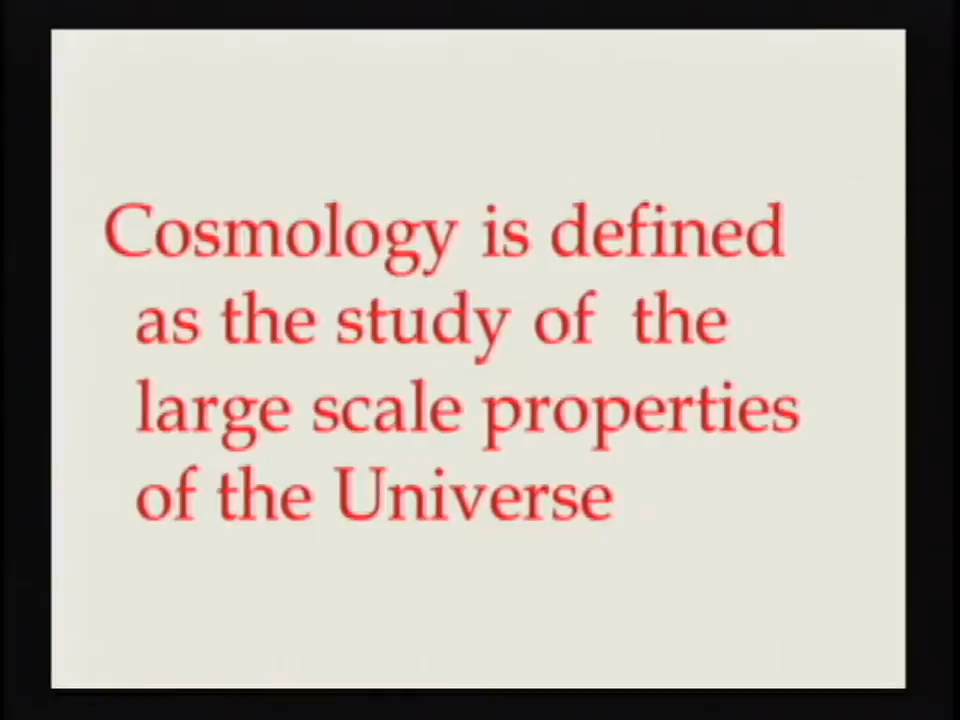 Cosmology is defined
as the study of the
large scale properties
of the Universe